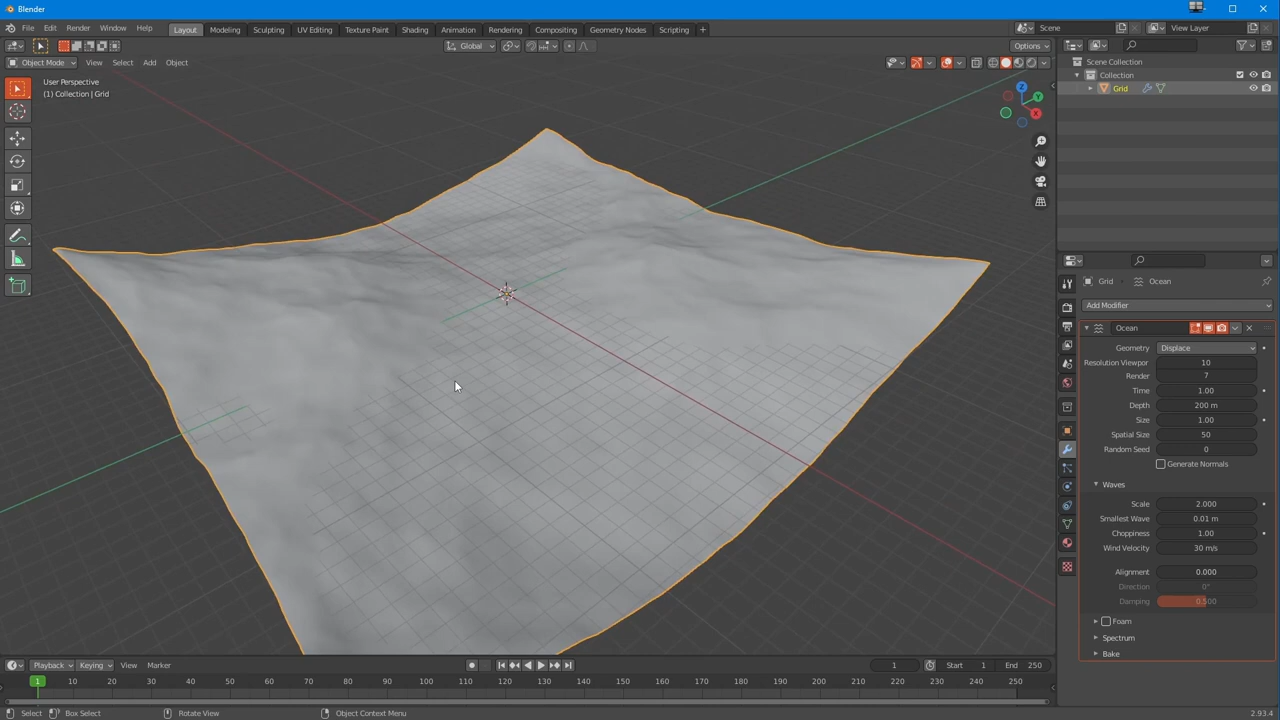 Blender
File Edit Render Window Help Layout Modeling Sculpting UV Editing Texture Paint Shading Animation Rendering Compositing Geometry Nodes Scripting + Scene View Layer
Global Options
Object Mode View Select Add Object
User Perspective
(1) Collection | Grid
Z
Y
X
Scene Collection
Collection
Grid
Grid > Ocean
Add Modifier
Ocean
Geometry Displace
Resolution Viewpor 10
Render 7
Time 1.00
Depth 200 m
Size 1.00
Spatial Size 50
Random Seed 0
Generate Normals
Waves
Scale 2.000
Smallest Wave 0.01 m
Choppiness 1.00
Wind Velocity 30 m/s
Alignment 0.000
Direction 0°
Damping 0.500
Foam
Spectrum
Bake
Playback Keying View Marker 1 Start 1 End 250
1 10 20 30 40 50 60 70 80 90 100 110 120 130 140 150 160 170 180 190 200 210 220 230 240 250
Select Box Select Rotate View Object Context Menu 2.93.4